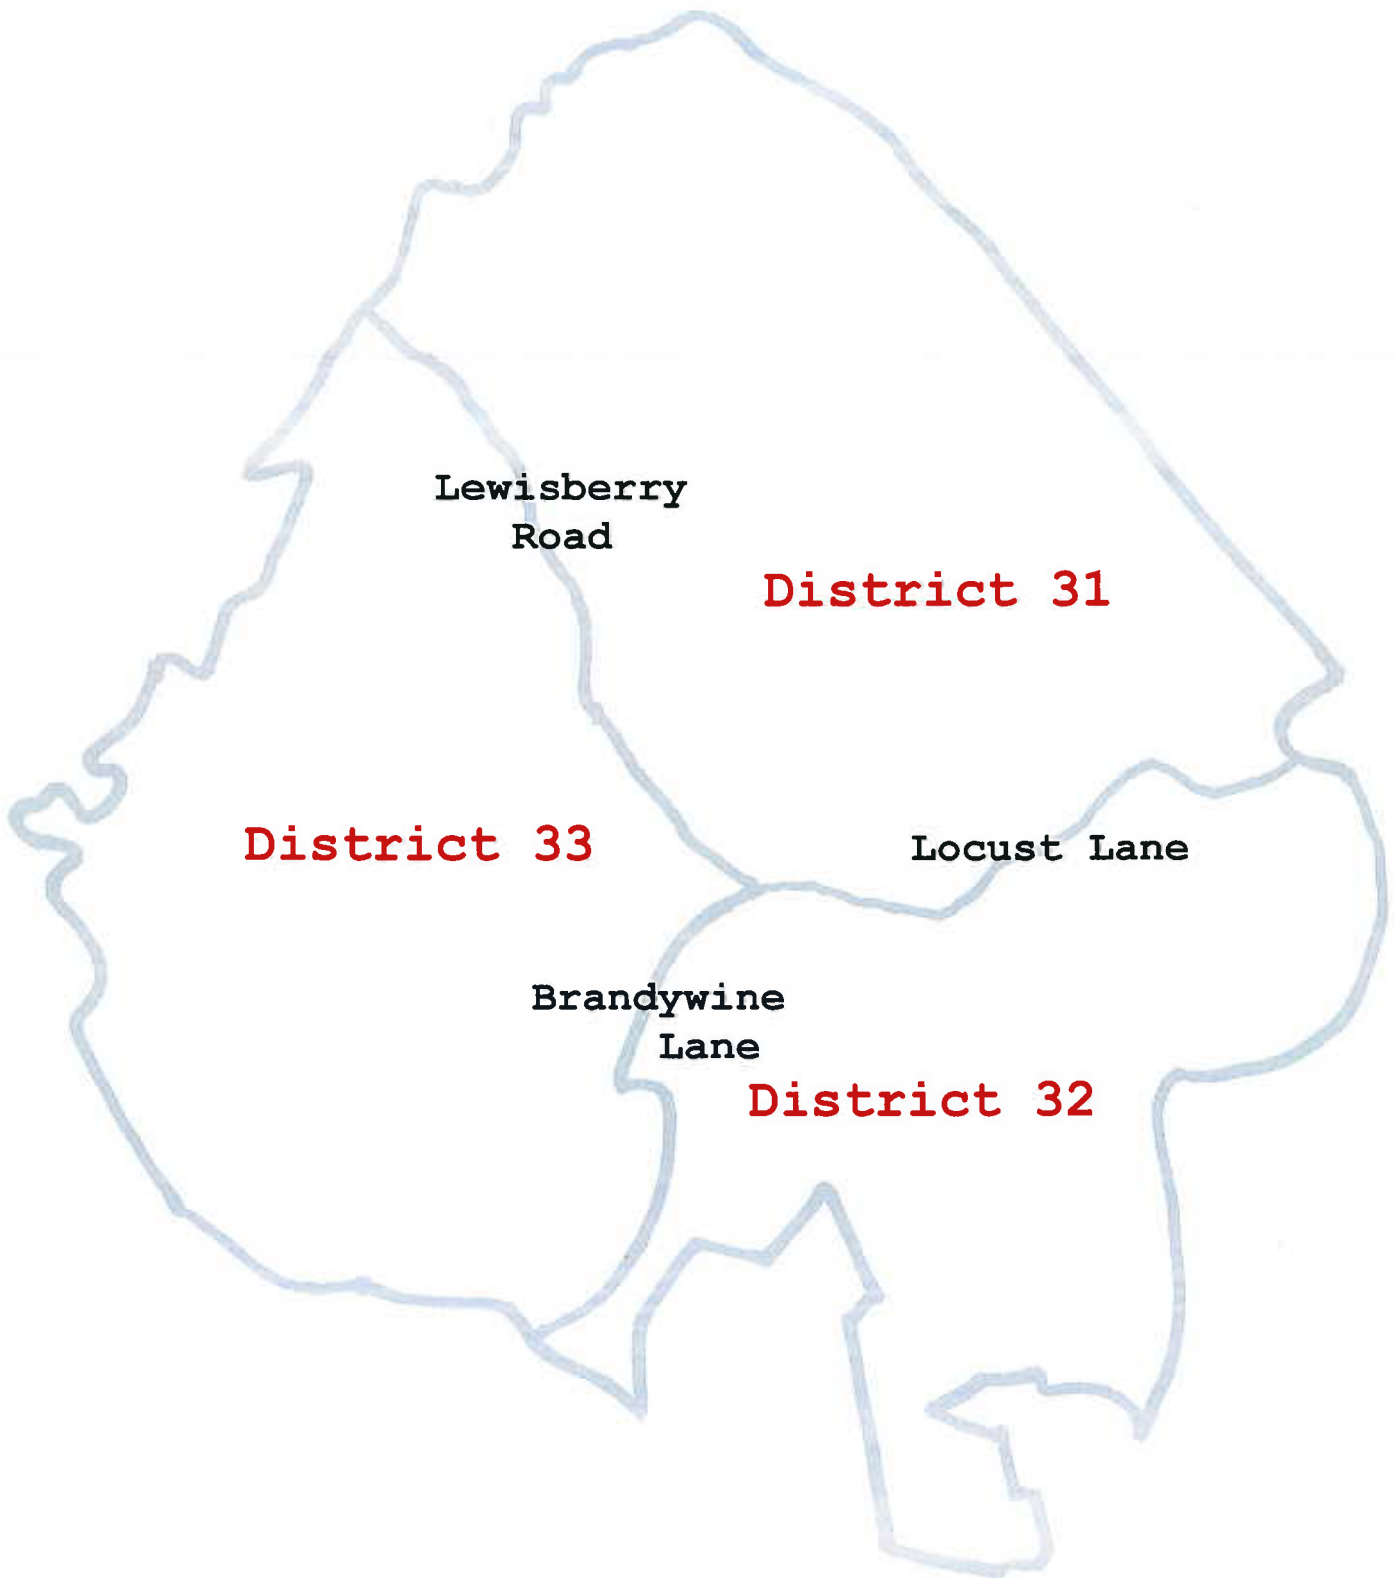 Lewisberry
Road
District 31
District 33
Locust Lane
Brandywine
Lane
District 32